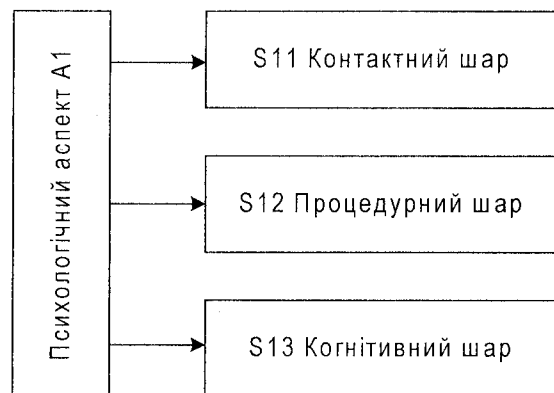 Психологічний аспект А1
S11 Контактний шар
S12 Процедурний шар
S13 Когнітивний шар